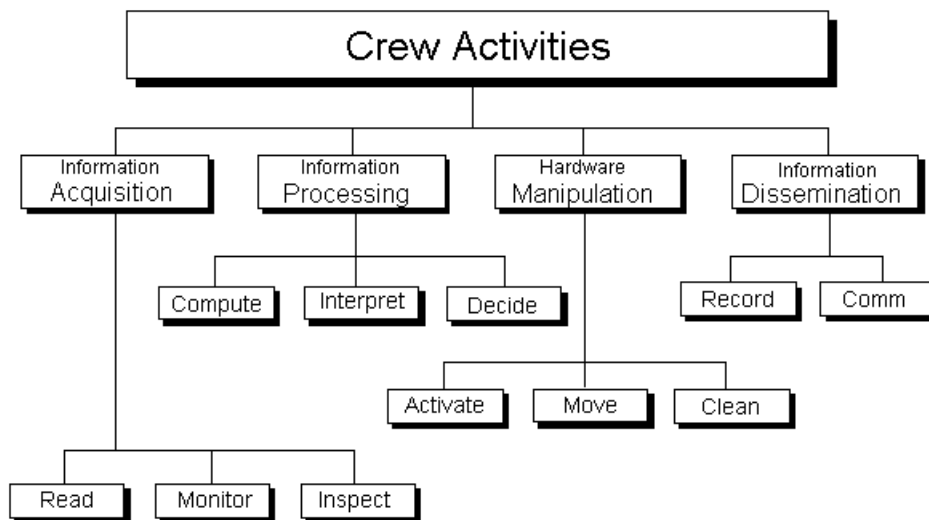 Crew Activities
Information
Acquisition
Information
Processing
Hardware
Manipulation
Information
Dissemination
Compute
Interpret
Decide
Record
Comm
Activate
Move
Clean
Read
Monitor
Inspect